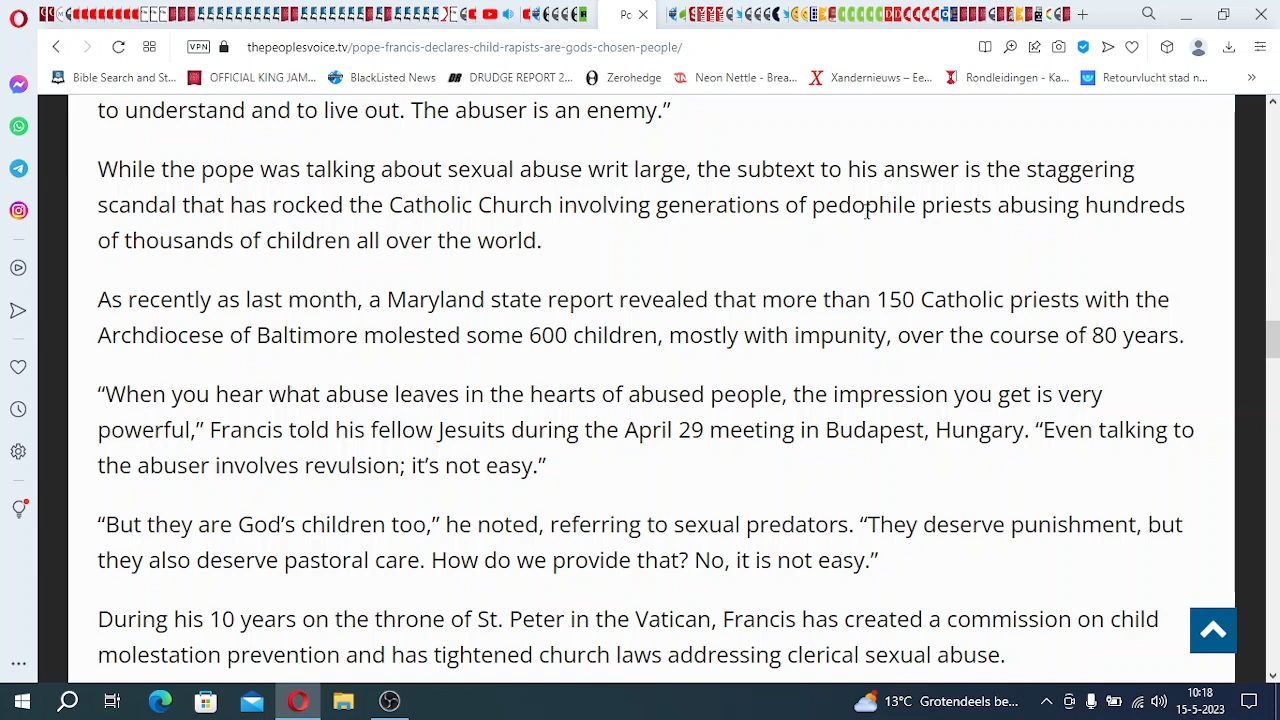 Pc
VPN
thepeoplesvoice.tv/pope-francis-declares-child-rapists-are-gods-chosen-people/
Bible Search and St...
OFFICIAL KING JAM...
BlackListed News
DRUDGE REPORT 2...
Zerohedge
Neon Nettle - Brea...
Xandernieuws – Ee...
Rondleidingen - Ka...
Retourvlucht stad n...
to understand and to live out. The abuser is an enemy.”
While the pope was talking about sexual abuse writ large, the subtext to his answer is the staggering
scandal that has rocked the Catholic Church involving generations of pedophile priests abusing hundreds
of thousands of children all over the world.
As recently as last month, a Maryland state report revealed that more than 150 Catholic priests with the
Archdiocese of Baltimore molested some 600 children, mostly with impunity, over the course of 80 years.
“When you hear what abuse leaves in the hearts of abused people, the impression you get is very
powerful,” Francis told his fellow Jesuits during the April 29 meeting in Budapest, Hungary. “Even talking to
the abuser involves revulsion; it’s not easy.”
“But they are God’s children too,” he noted, referring to sexual predators. “They deserve punishment, but
they also deserve pastoral care. How do we provide that? No, it is not easy.”
During his 10 years on the throne of St. Peter in the Vatican, Francis has created a commission on child
molestation prevention and has tightened church laws addressing clerical sexual abuse.
13°C Grotendeels be...
10:18
15-5-2023